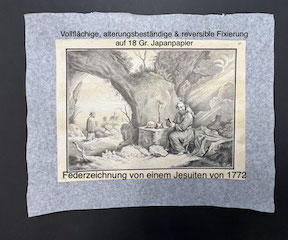 Vollflächige, alterungsbeständige & reversible Fixierung
auf 18 Gr. Japanpapier
Federzeichnung von einem Jesuiten von 1772